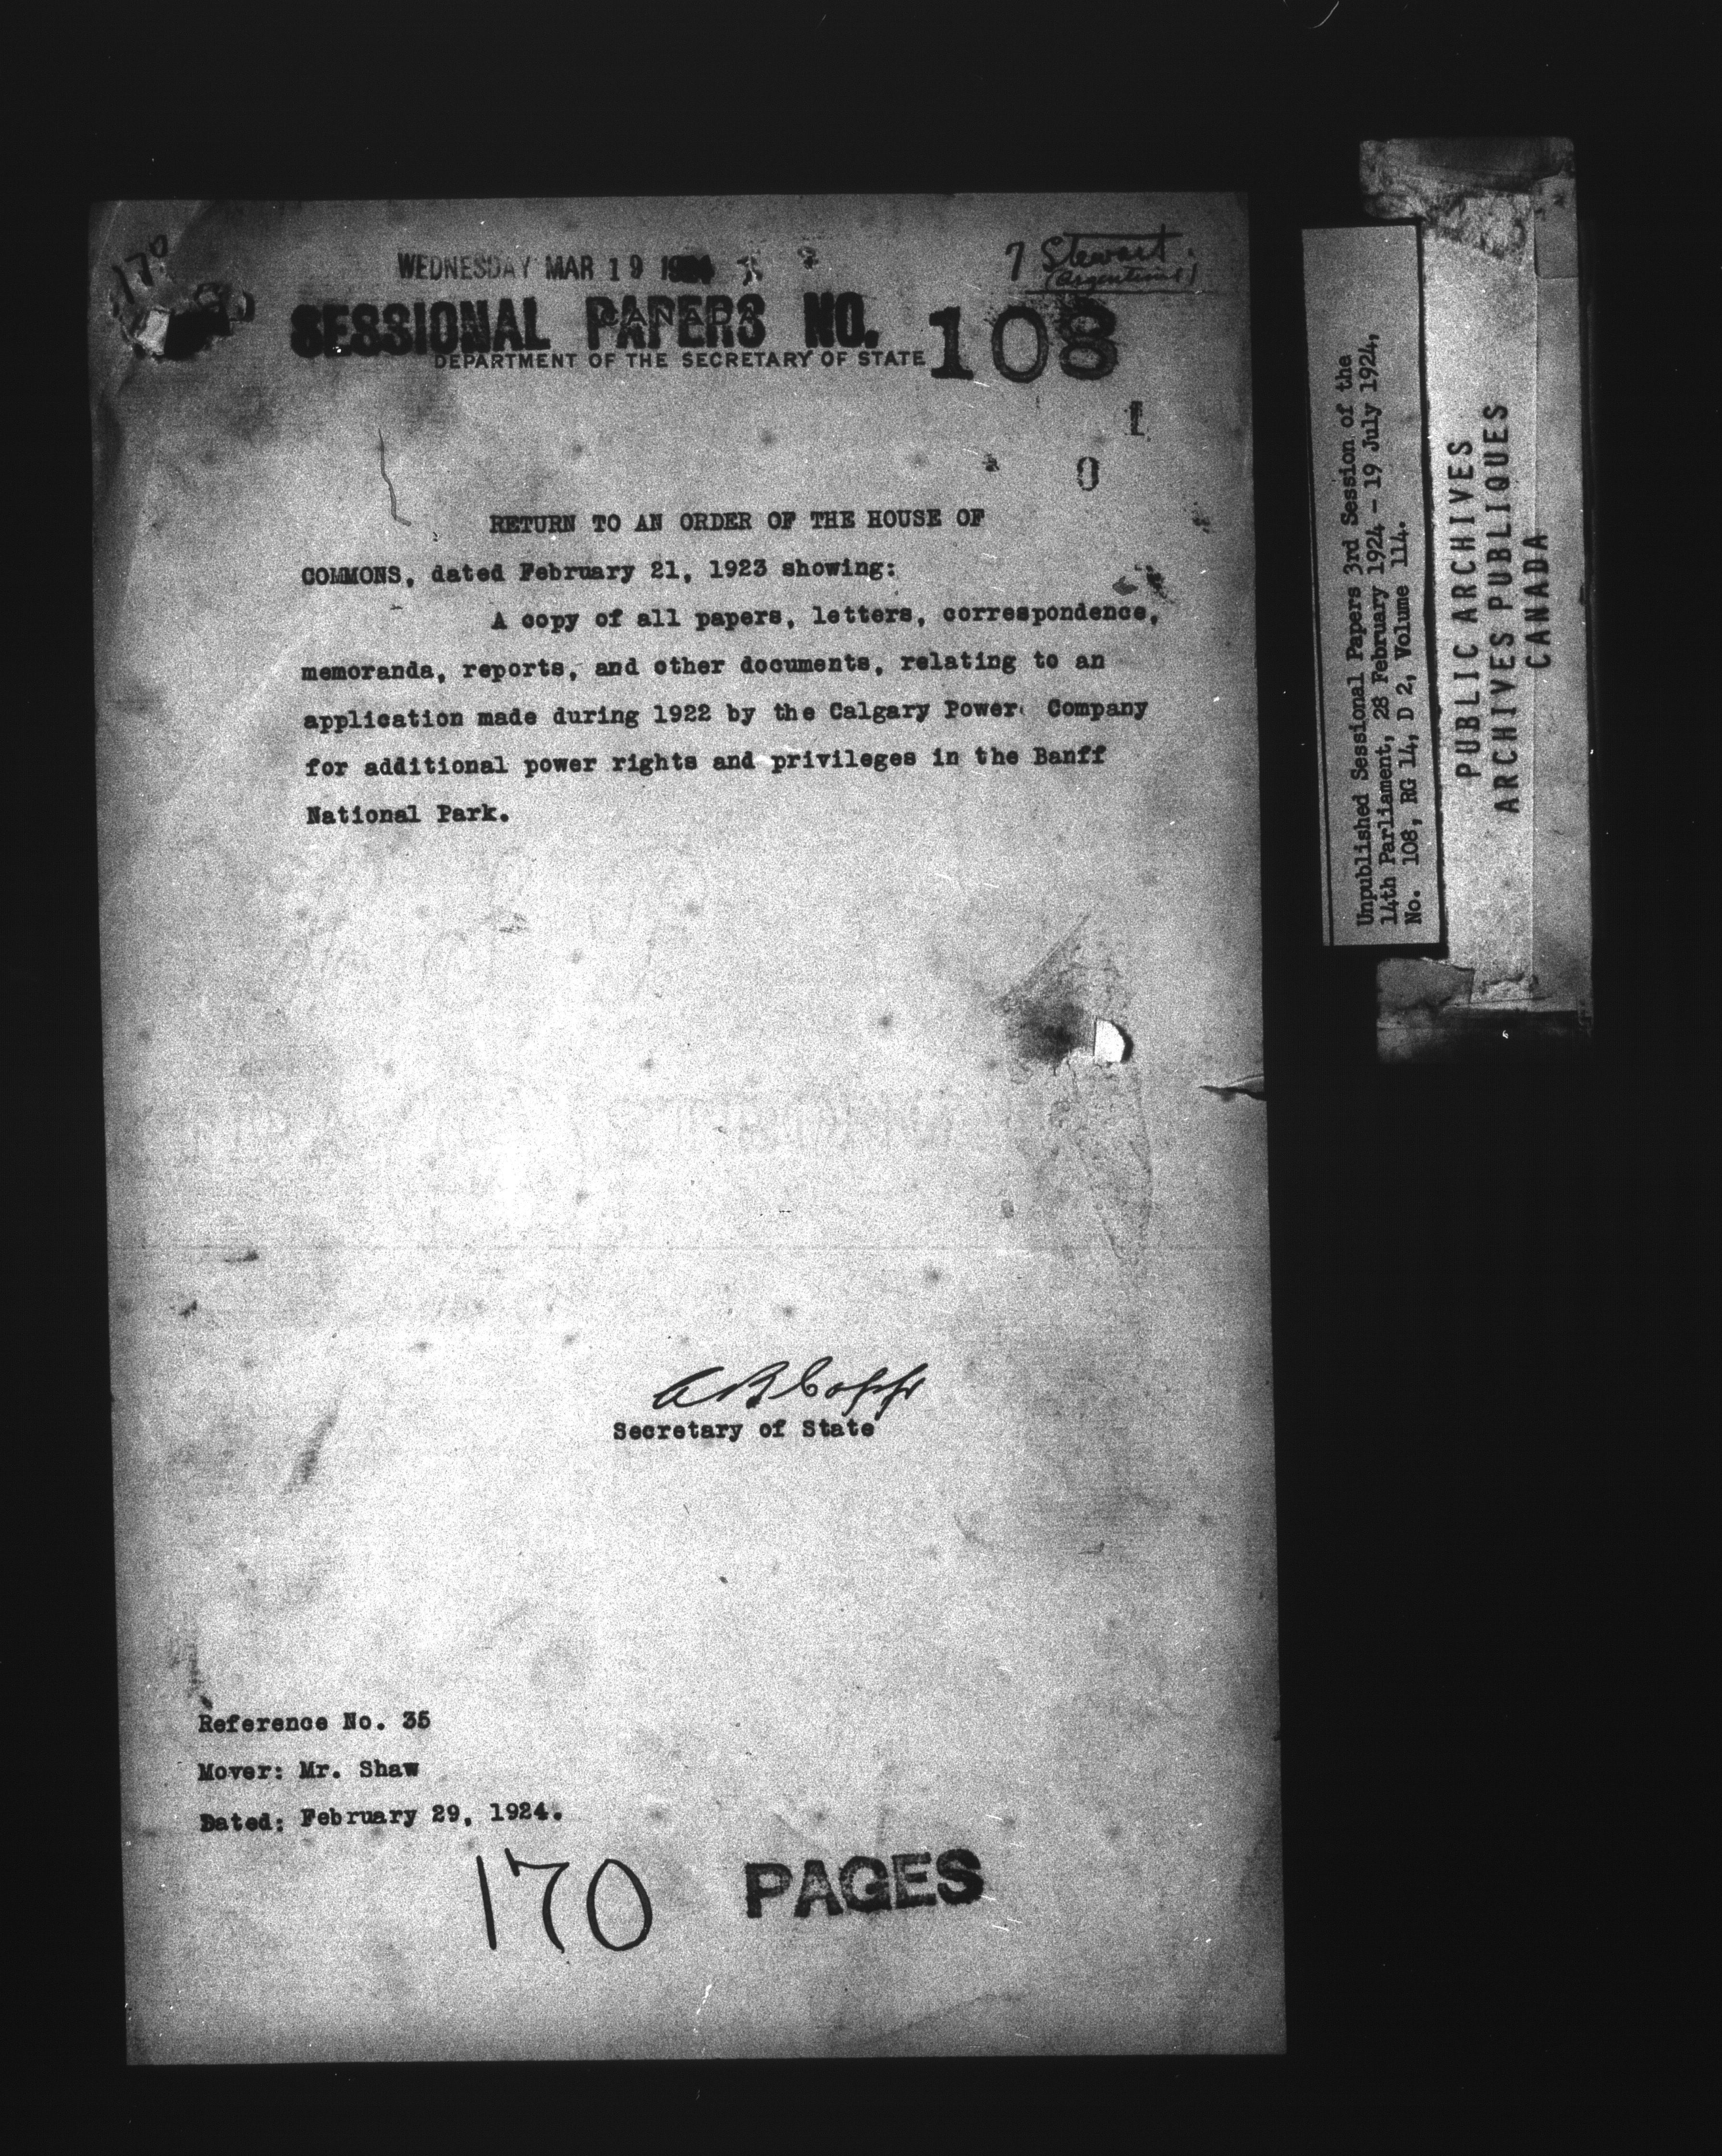 170
WEDNESDAY MAR 19 1924
7 Stewart.
(Argenteuil)
CANADA
SESSIONAL PAPERS NO. 108
DEPARTMENT OF THE SECRETARY OF STATE
1
0
RETURN TO AN ORDER OF THE HOUSE OF
COMMONS, dated February 21, 1923 showing:
A copy of all papers, letters, correspondence,
memoranda, reports, and other documents, relating to an
application made during 1922 by the Calgary Power Company
for additional power rights and privileges in the Banff
National Park.
A B Copp
Secretary of State
Reference No. 35
Mover: Mr. Shaw
Dated: February 29, 1924.
170 PAGES
Unpublished Sessional Papers 3rd Session of the
14th Parliament, 28 February 1924 - 19 July 1924,
No. 108, RG 14, D 2, Volume 114.
PUBLIC ARCHIVES
ARCHIVES PUBLIQUES
CANADA